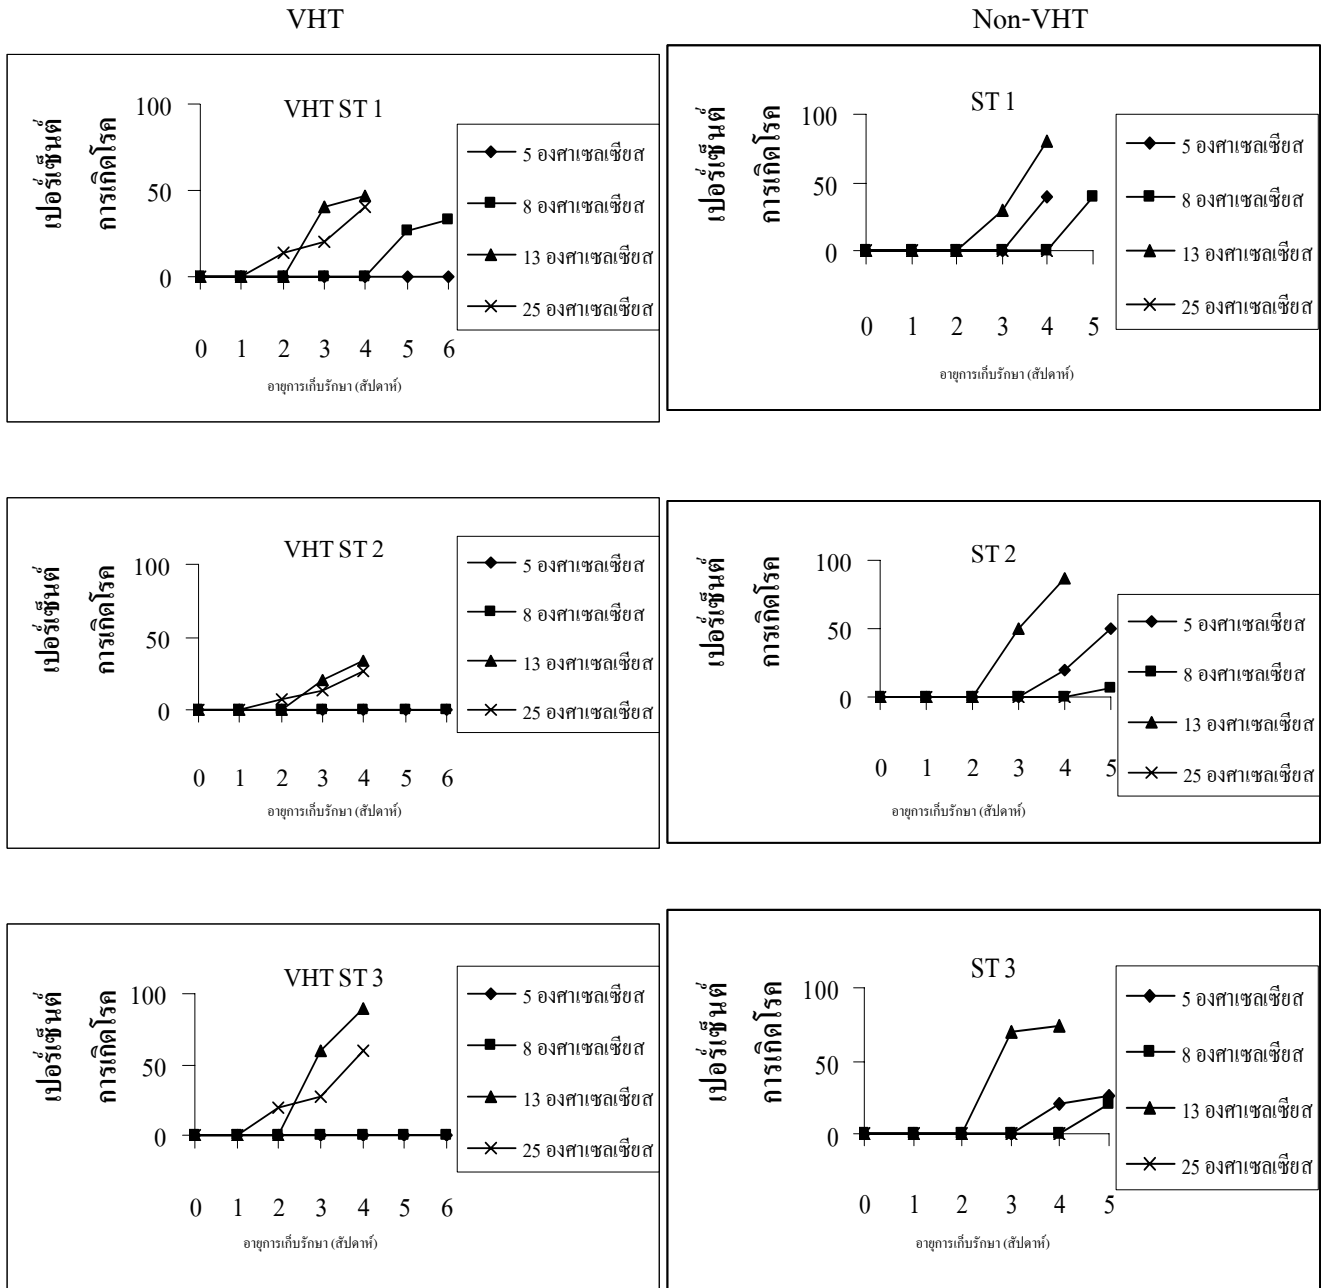 VHT
Non-VHT
VHT ST 1
เปอร์เซ็นต์
การเกิดโรค
100
50
0
0 1 2 3 4 5 6
อายุการเก็บรักษา (สัปดาห์)
5 องศาเซลเซียส
8 องศาเซลเซียส
13 องศาเซลเซียส
25 องศาเซลเซียส
ST 1
เปอร์เซ็นต์
การเกิดโรค
100
50
0
0 1 2 3 4 5
อายุการเก็บรักษา (สัปดาห์)
5 องศาเซลเซียส
8 องศาเซลเซียส
13 องศาเซลเซียส
25 องศาเซลเซียส
VHT ST 2
เปอร์เซ็นต์
การเกิดโรค
100
50
0
0 1 2 3 4 5 6
อายุการเก็บรักษา (สัปดาห์)
5 องศาเซลเซียส
8 องศาเซลเซียส
13 องศาเซลเซียส
25 องศาเซลเซียส
ST 2
เปอร์เซ็นต์
การเกิดโรค
100
50
0
0 1 2 3 4 5
อายุการเก็บรักษา (สัปดาห์)
5 องศาเซลเซียส
8 องศาเซลเซียส
13 องศาเซลเซียส
25 องศาเซลเซียส
VHT ST 3
เปอร์เซ็นต์
การเกิดโรค
100
50
0
0 1 2 3 4 5 6
อายุการเก็บรักษา (สัปดาห์)
5 องศาเซลเซียส
8 องศาเซลเซียส
13 องศาเซลเซียส
25 องศาเซลเซียส
ST 3
เปอร์เซ็นต์
การเกิดโรค
100
50
0
0 1 2 3 4 5
อายุการเก็บรักษา (สัปดาห์)
5 องศาเซลเซียส
8 องศาเซลเซียส
13 องศาเซลเซียส
25 องศาเซลเซียส